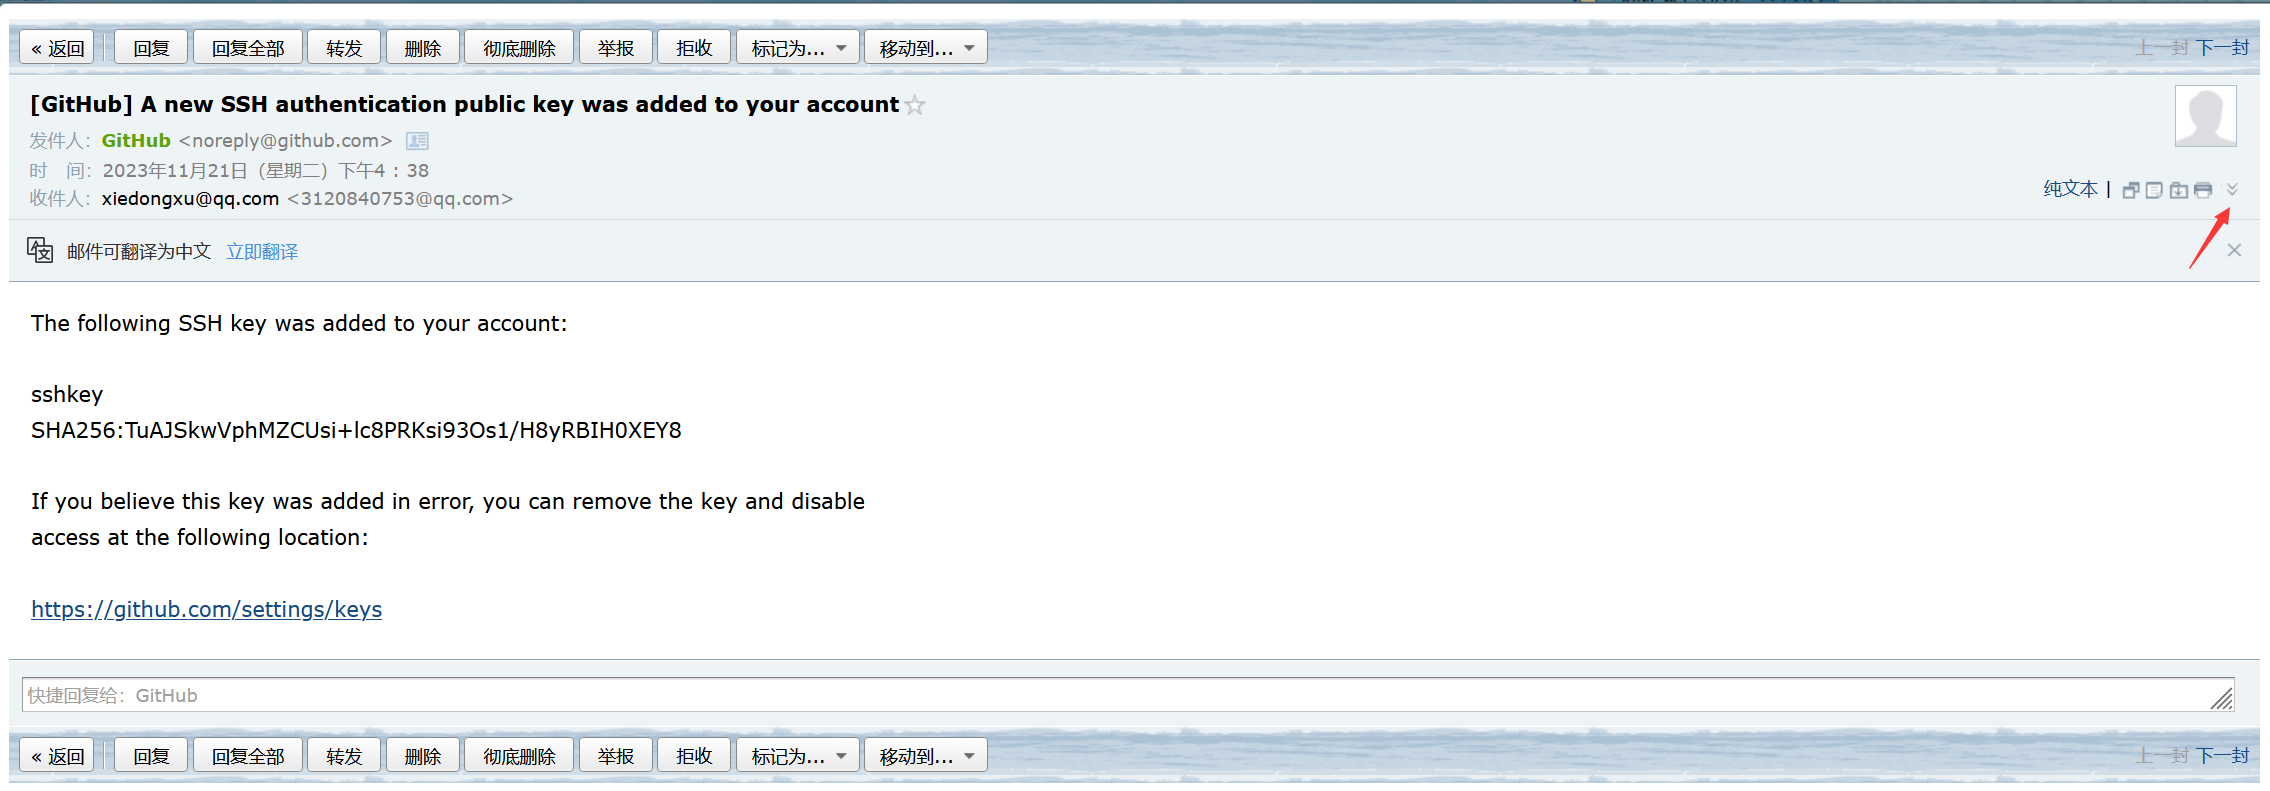 « 返回 回复 回复全部 转发 删除 彻底删除 举报 拒收 标记为... 移动到... 上一封 下一封
[GitHub] A new SSH authentication public key was added to your account
发件人：GitHub <noreply@github.com>
时 间：2023年11月21日（星期二）下午4 : 38
收件人：xiedongxu@qq.com <3120840753@qq.com>
纯文本 |
邮件可翻译为中文 立即翻译
The following SSH key was added to your account:
sshkey
SHA256:TuAJSkwVphMZCUsi+lc8PRKsi93Os1/H8yRBIH0XEY8
If you believe this key was added in error, you can remove the key and disable
access at the following location:
https://github.com/settings/keys
快捷回复给：GitHub
« 返回 回复 回复全部 转发 删除 彻底删除 举报 拒收 标记为... 移动到... 上一封 下一封